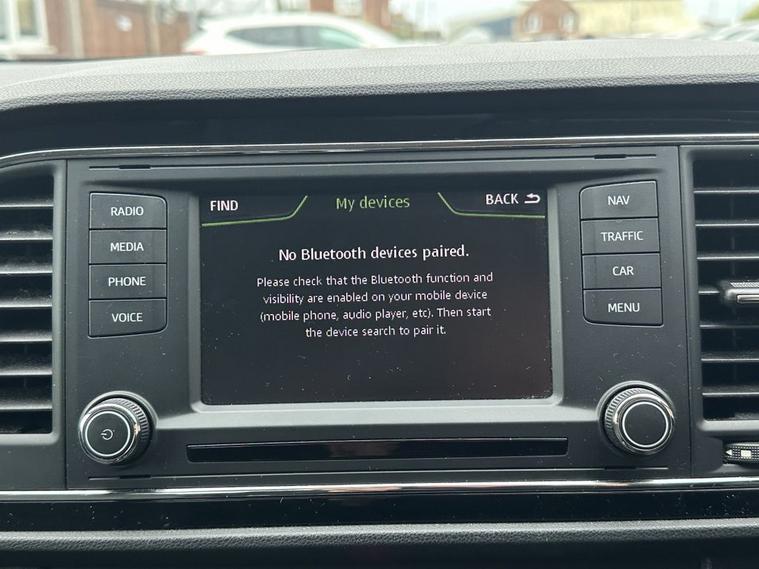 RADIO
MEDIA
PHONE
VOICE
FIND
My devices
BACK
No Bluetooth devices paired.
Please check that the Bluetooth function and
visibility are enabled on your mobile device
(mobile phone, audio player, etc). Then start
the device search to pair it.
NAV
TRAFFIC
CAR
MENU